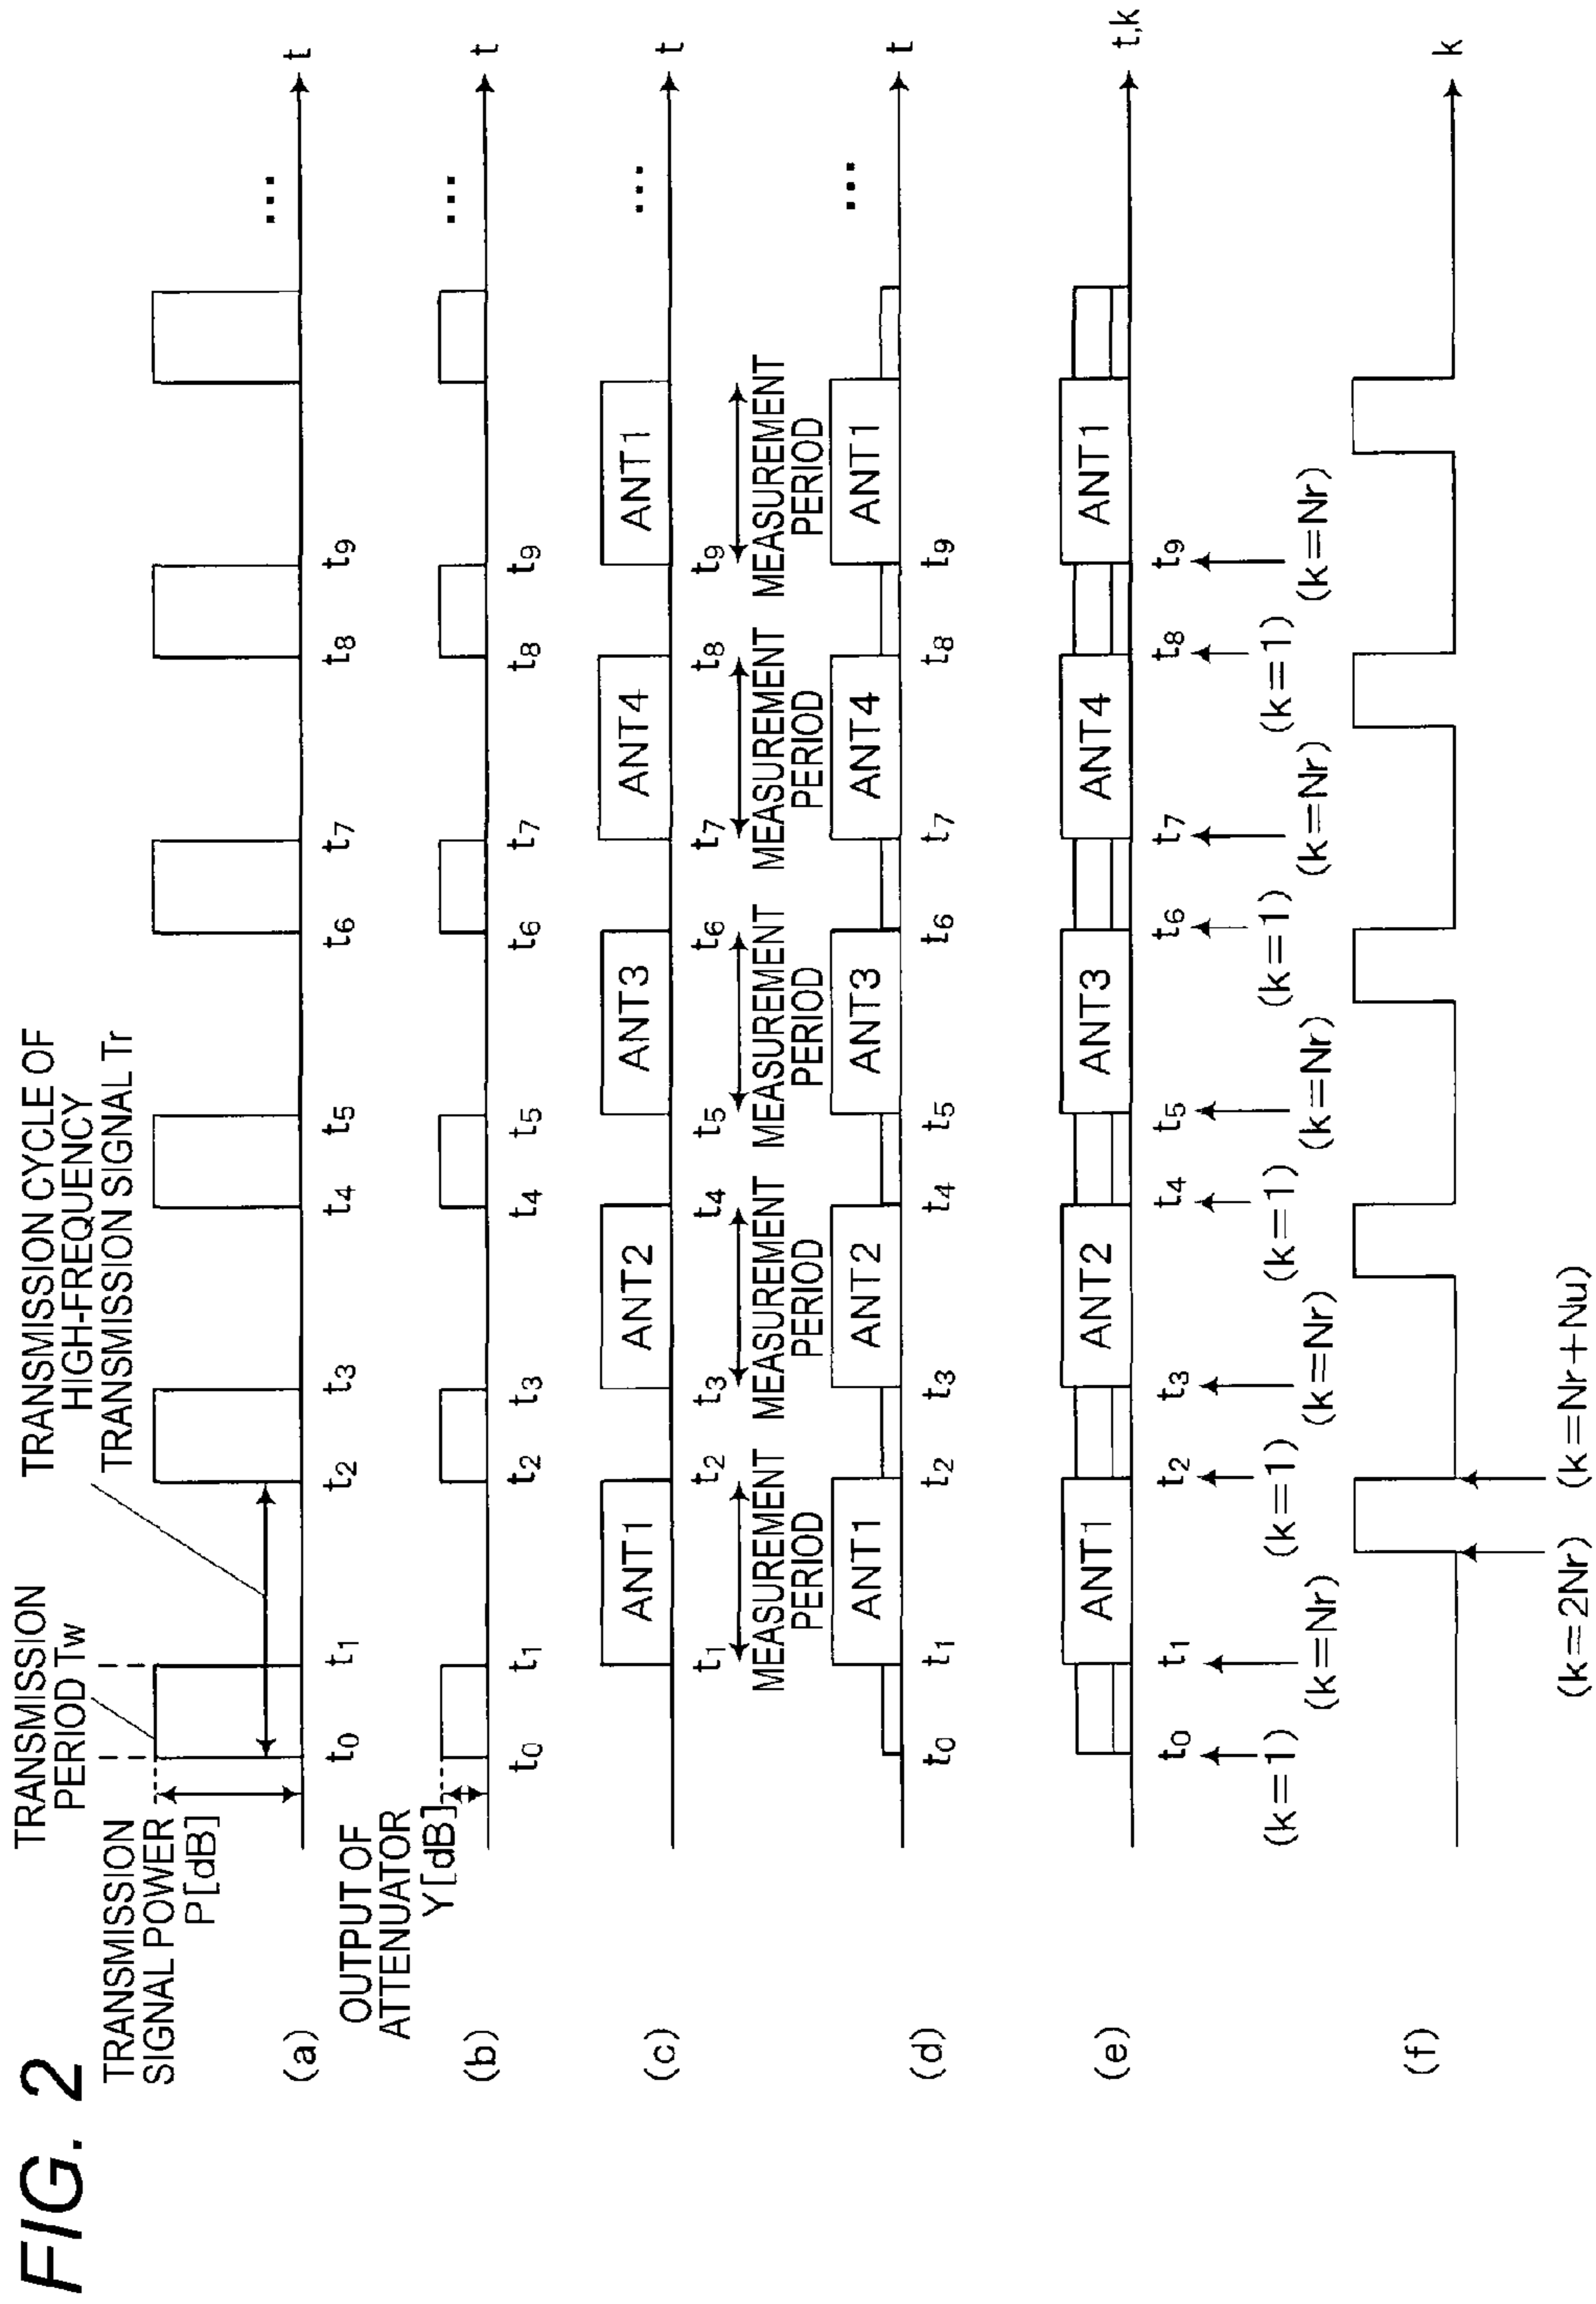 FIG. 2
TRANSMISSION
PERIOD Tw
TRANSMISSION CYCLE OF
HIGH-FREQUENCY
TRANSMISSION SIGNAL Tr
TRANSMISSION
SIGNAL POWER
P[dB]
(a)
...
t
t0 t1 t2 t3 t4 t5 t6 t7 t8 t9
OUTPUT OF
ATTENUATOR
Y[dB]
(b)
...
t
t0 t1 t2 t3 t4 t5 t6 t7 t8 t9
(c)
ANT1 ANT2 ANT3 ANT4 ANT1 ...
t
t1 t2 t3 t4 t5 t6 t7 t8 t9
MEASUREMENT MEASUREMENT MEASUREMENT MEASUREMENT MEASUREMENT
PERIOD PERIOD PERIOD PERIOD PERIOD
(d)
ANT1 ANT2 ANT3 ANT4 ANT1 ...
t
t0 t1 t2 t3 t4 t5 t6 t7 t8 t9
(e)
ANT1 ANT2 ANT3 ANT4 ANT1
t,k
t0 t1 t2 t3 t4 t5 t6 t7 t8 t9
(k=1) (k=1) (k=1) (k=1) (k=1)
(k=Nr) (k=Nr) (k=Nr) (k=Nr) (k=Nr)
(f)
k
(k=2Nr) (k=Nr+Nu)